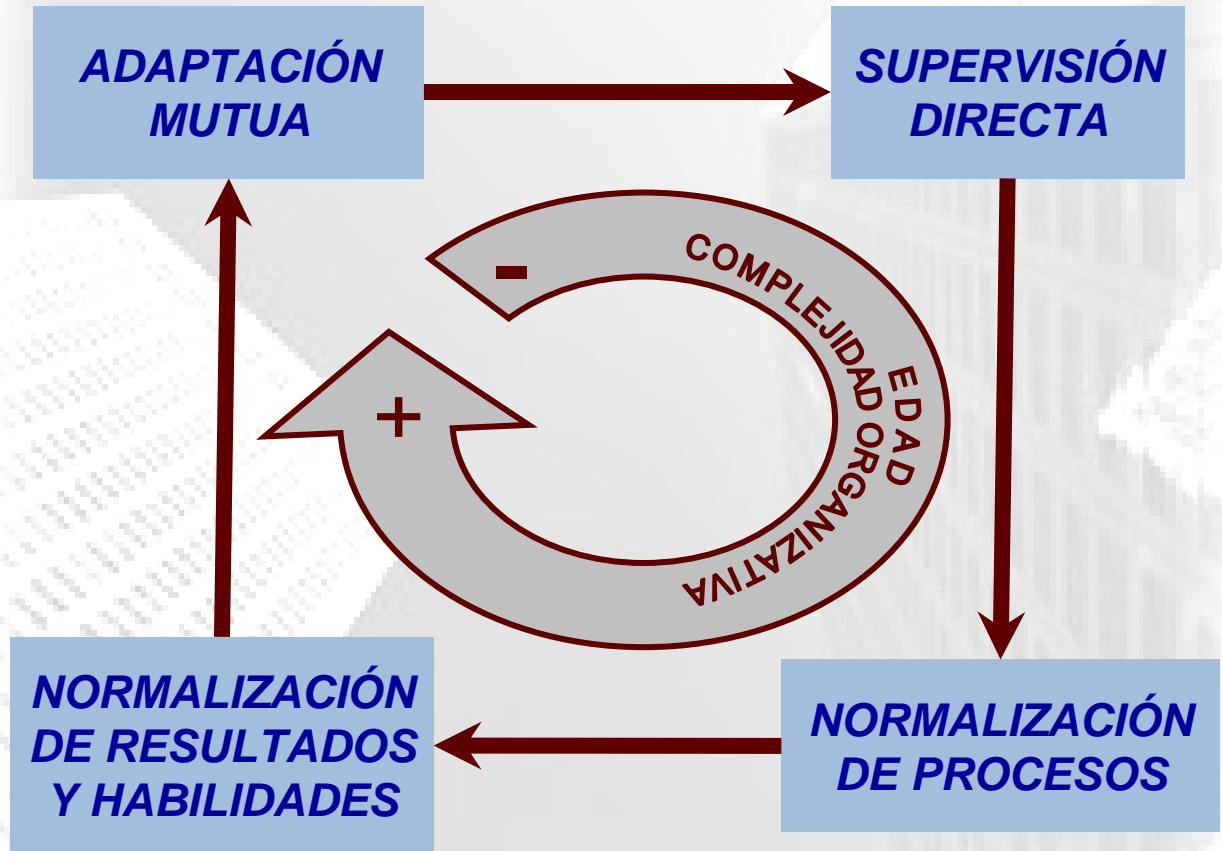 ADAPTACIÓN
MUTUA
SUPERVISIÓN
DIRECTA
-
COMPLEJIDAD ORGANIZATIVA
EDAD
+
NORMALIZACIÓN
DE RESULTADOS
Y HABILIDADES
NORMALIZACIÓN
DE PROCESOS